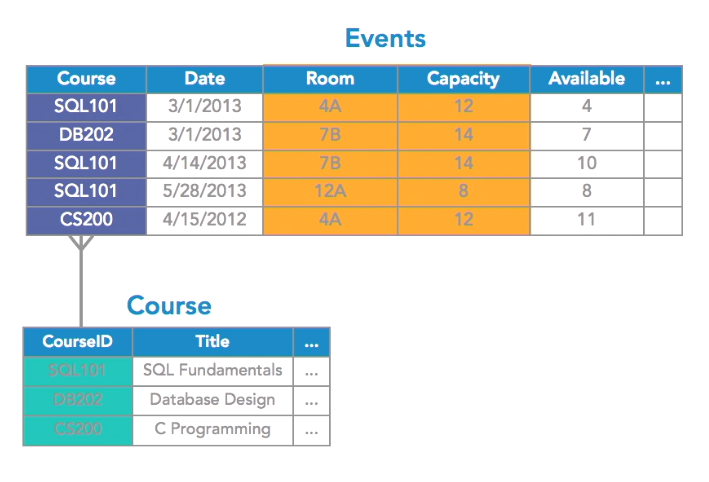 Events
Course Date Room Capacity Available ...
SQL101 3/1/2013 4A 12 4
DB202 3/1/2013 7B 14 7
SQL101 4/14/2013 7B 14 10
SQL101 5/28/2013 12A 8 8
CS200 4/15/2012 4A 12 11
Course
CourseID Title ...
SQL101 SQL Fundamentals ...
DB202 Database Design ...
CS200 C Programming ...